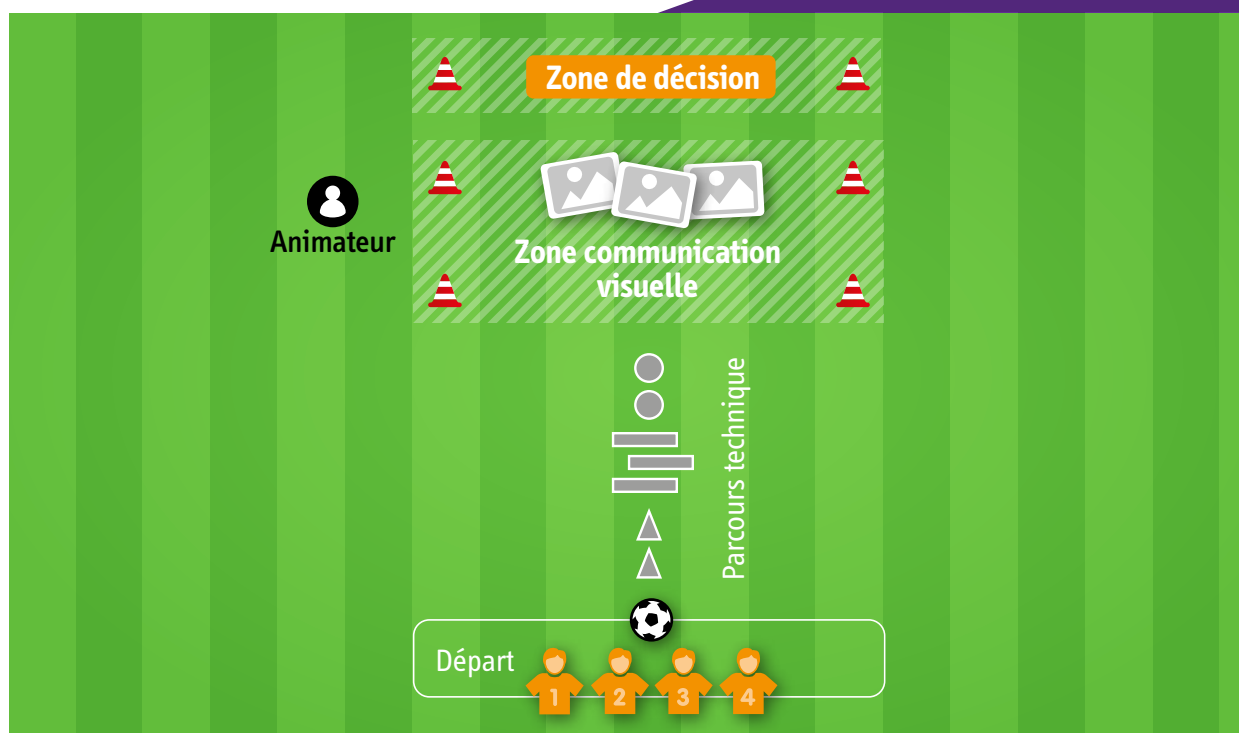 Zone de décision
Animateur
Zone communication
visuelle
Parcours technique
Départ
1 2 3 4